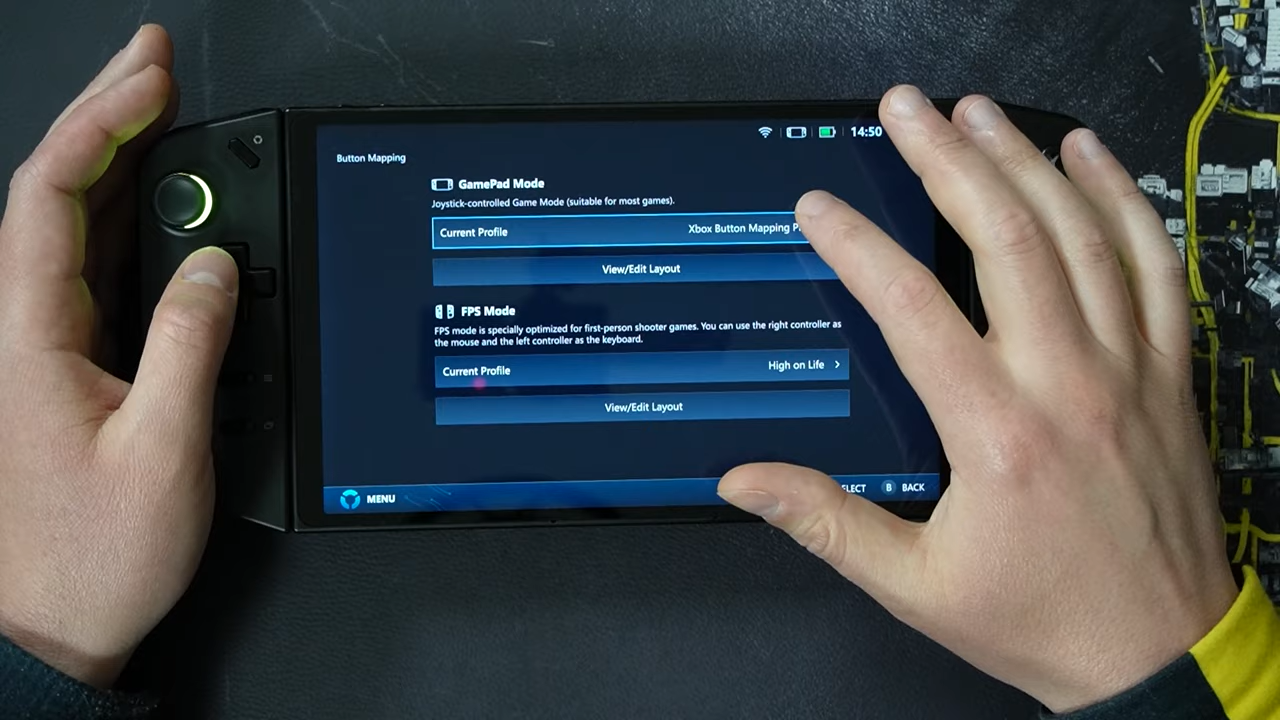 14:50
Button Mapping
GamePad Mode
Joystick-controlled Game Mode (suitable for most games).
Current Profile
Xbox Button Mapping
View/Edit Layout
FPS Mode
FPS mode is specially optimized for first-person shooter games. You can use the right controller as
the mouse and the left controller as the keyboard.
Current Profile
High on Life >
View/Edit Layout
MENU
B BACK